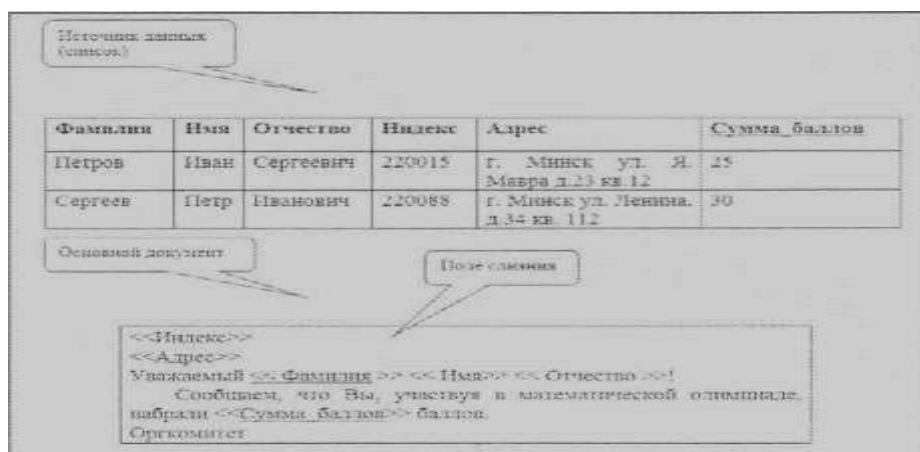 Источник данных
(список)
Фамилия Имя Отчество Индекс Адрес Сумма_баллов
Петров Иван Сергеевич 220015 г. Минск ул. Я. 25
Мавра д.23 кв.12
Сергеев Петр Иванович 220088 г. Минск ул. Ленина, 30
д.34 кв. 112
Основной документ
Поле слияния
<<Индекс>>
<<Адрес>>
Уважаемый << Фамилия >> << Имя>> << Отчество >>!
Сообщаем, что Вы, участвуя в математической олимпиаде,
набрали <<Сумма_баллов>> баллов.
Оргкомитет